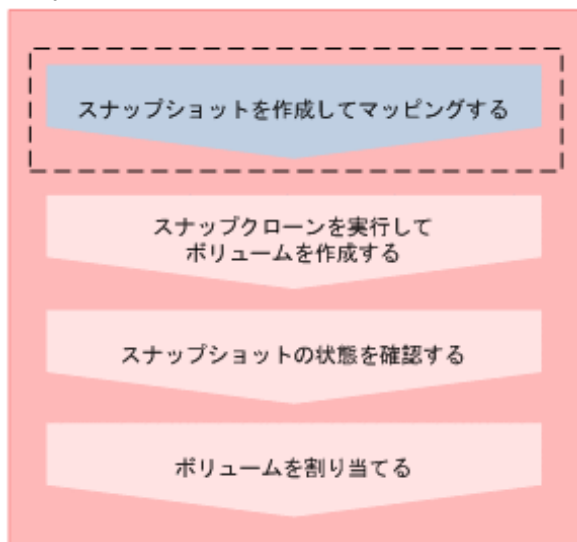 スナップショットを作成してマッピングする
スナップクローンを実行して
ボリュームを作成する
スナップショットの状態を確認する
ボリュームを割り当てる